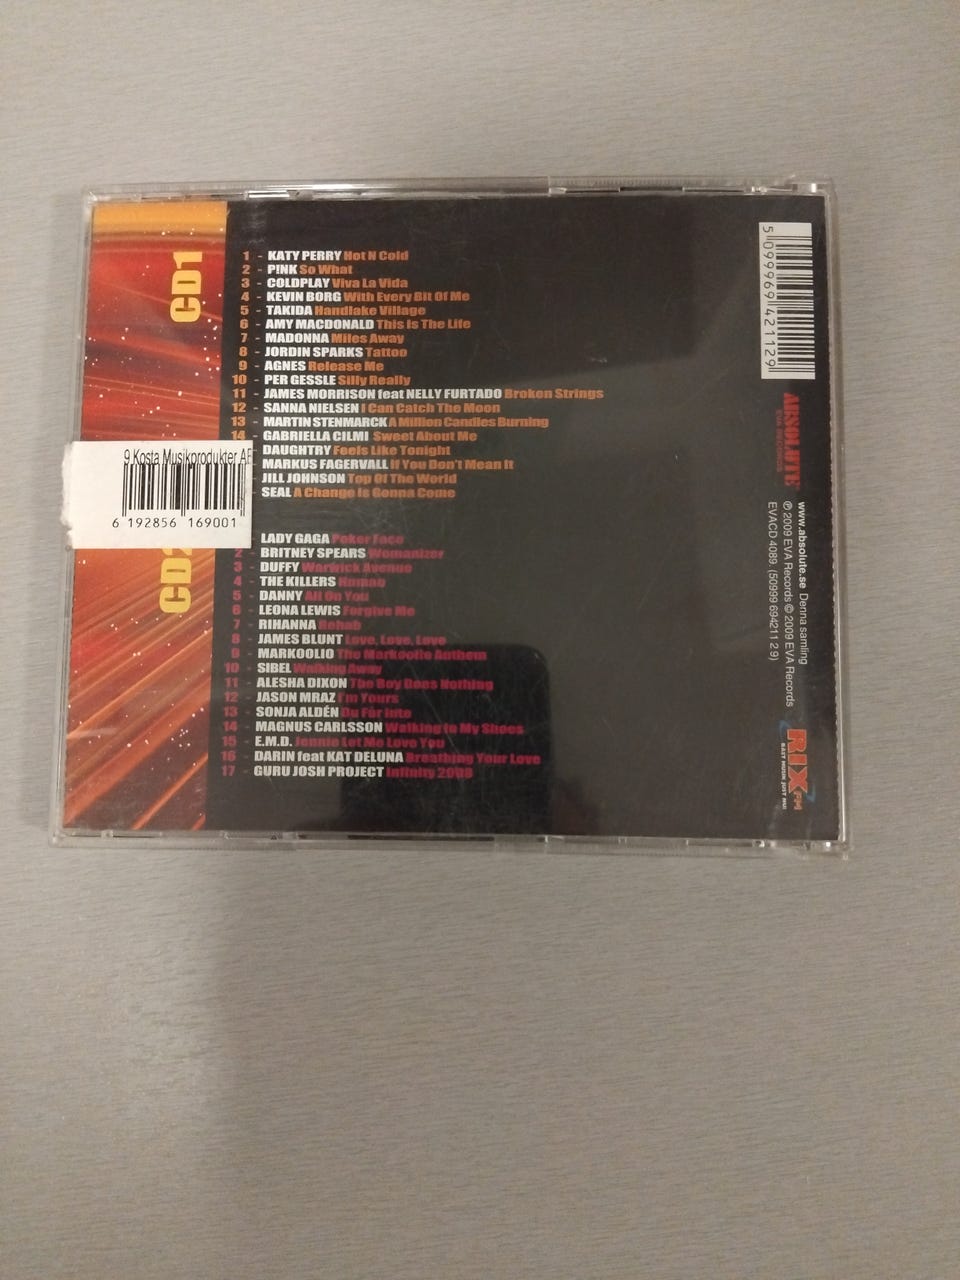 CD1
1 - KATY PERRY Hot N Cold
2 - P!NK So What
3 - COLDPLAY Viva La Vida
4 - KEVIN BORG With Every Bit Of Me
5 - TAKIDA Handlake Village
6 - AMY MACDONALD This Is The Life
7 - MADONNA Miles Away
8 - JORDIN SPARKS Tattoo
9 - AGNES Release Me
10 - PER GESSLE Silly Really
11 - JAMES MORRISON feat NELLY FURTADO Broken Strings
12 - SANNA NIELSEN I Can Catch The Moon
13 - MARTIN STENMARCK A Million Candles Burning
14 - GABRIELLA CILMI Sweet About Me
DAUGHTRY Feels Like Tonight
MARKUS FAGERVALL If You Don't Mean It
JILL JOHNSON Top Of The World
SEAL A Change Is Gonna Come
9 Kosta Musikprodukter AF
6 192856 169001
CD2
LADY GAGA Poker Face
2 - BRITNEY SPEARS Womanizer
3 - DUFFY Warwick Avenue
4 - THE KILLERS Human
5 - DANNY All On You
6 - LEONA LEWIS Forgive Me
7 - RIHANNA Rehab
8 - JAMES BLUNT Love, Love, Love
9 - MARKOOLIO The Markoolio Anthem
10 - SIBEL Walking Away
11 - ALESHA DIXON The Boy Does Nothing
12 - JASON MRAZ I'm Yours
13 - SONJA ALDÉN Du Får Inte
14 - MAGNUS CARLSSON Walking In My Shoes
15 - E.M.D. Jennie Let Me Love You
16 - DARIN feat KAT DELUNA Breathing Your Love
17 - GURU JOSH PROJECT Infinity 2008
5 099969 421129
ABSOLUTE
EVA RECORDS
www.absolute.se Denna samling
℗ 2009 EVA Records © 2009 EVA Records
EVACD 4089. (50999 694211 2 9)
RIX FM
BÄST MUSIK JUST NU!